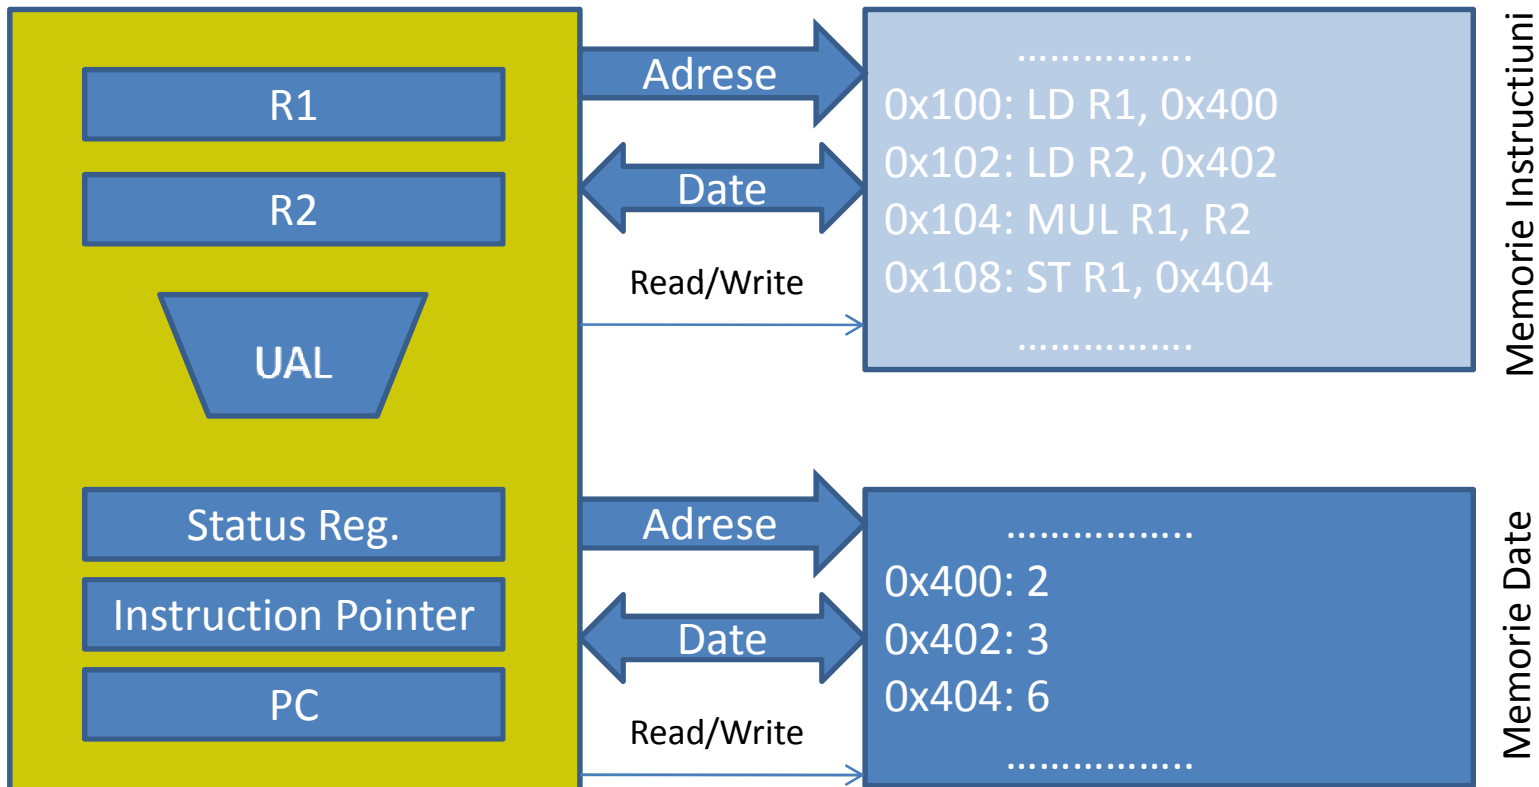 R1
R2
UAL
Status Reg.
Instruction Pointer
PC
Adrese
Date
Read/Write
Adrese
Date
Read/Write
…………….
0x100: LD R1, 0x400
0x102: LD R2, 0x402
0x104: MUL R1, R2
0x108: ST R1, 0x404
…………….
Memorie Instructiuni
……………..
0x400: 2
0x402: 3
0x404: 6
……………..
Memorie Date